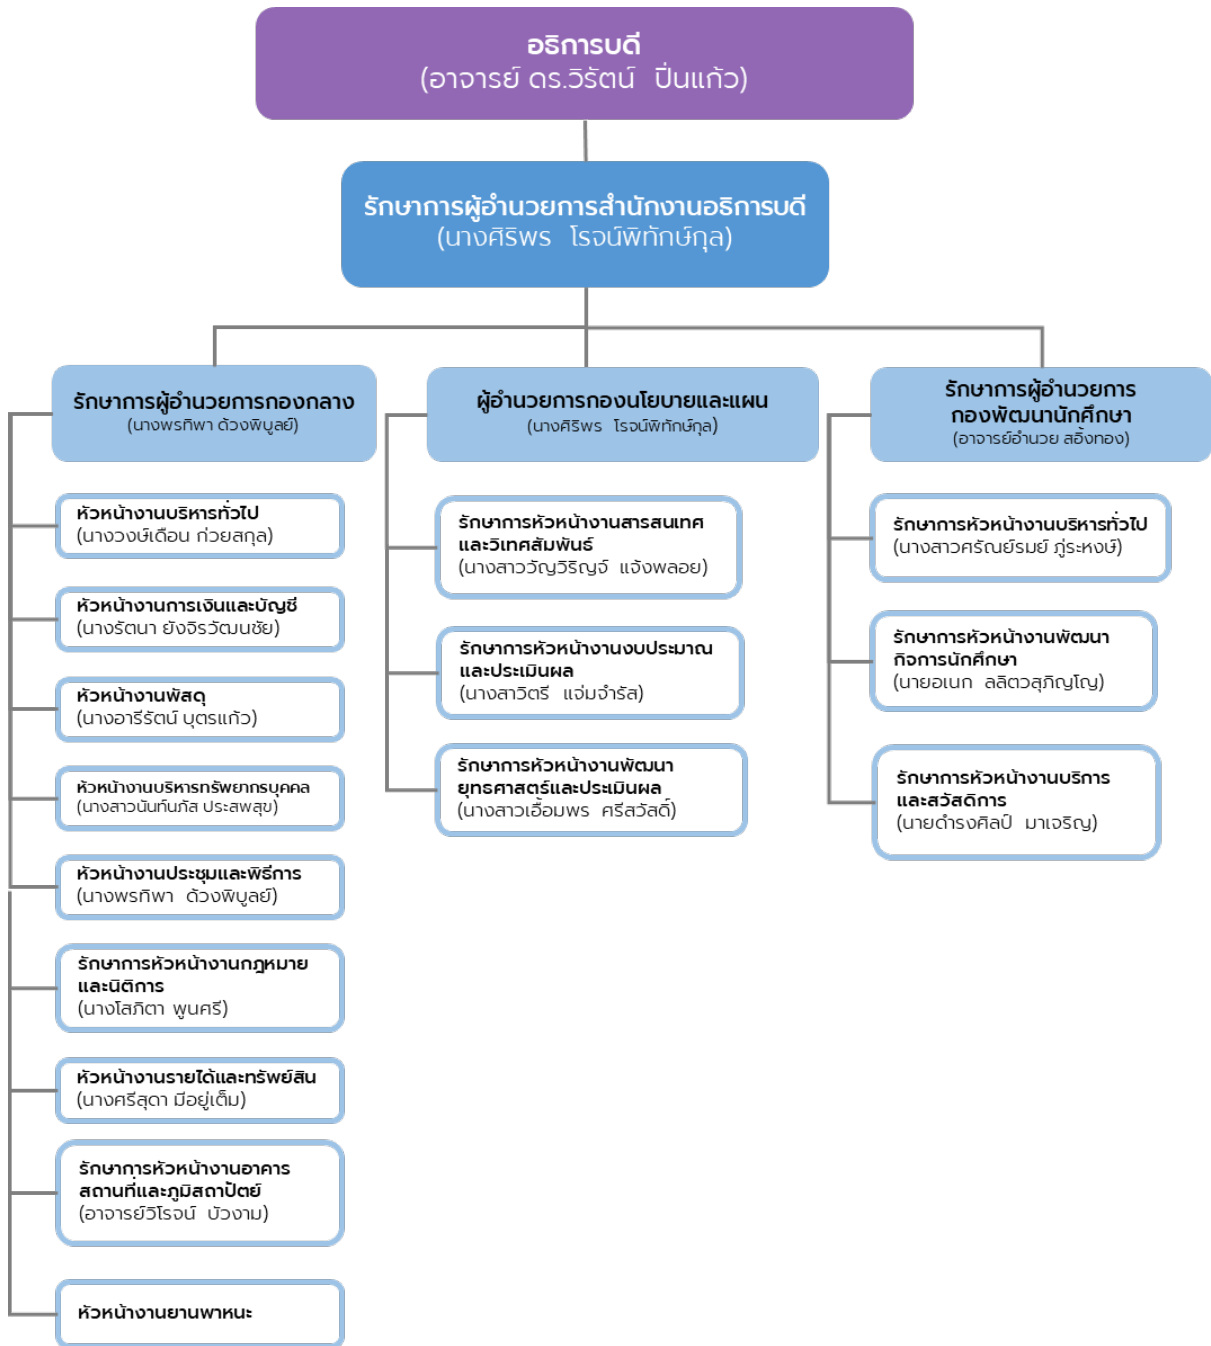 อธิการบดี
(อาจารย์ ดร.วิรัตน์ ปิ่นแก้ว)
รักษาการผู้อำนวยการสำนักงานอธิการบดี
(นางศิริพร โรจน์พิทักษ์กุล)
รักษาการผู้อำนวยการกองกลาง
(นางพรทิพา ด้วงพิบูลย์)
หัวหน้างานบริหารทั่วไป
(นางวงษ์เดือน ก่วยสกุล)
หัวหน้างานการเงินและบัญชี
(นางรัตนา ยังจิรวัฒนชัย)
หัวหน้างานพัสดุ
(นางอารีรัตน์ บุตรแก้ว)
หัวหน้างานบริหารทรัพยากรบุคคล
(นางสาวนันท์นภัส ประสพสุข)
หัวหน้างานประชุมและพิธีการ
(นางพรทิพา ด้วงพิบูลย์)
รักษาการหัวหน้างานกฎหมาย
และนิติการ
(นางโสภิตา พูนศรี)
หัวหน้างานรายได้และทรัพย์สิน
(นางศรีสุดา มีอยู่เต็ม)
รักษาการหัวหน้างานอาคาร
สถานที่และภูมิสถาปัตย์
(อาจารย์วิโรจน์ บัวงาม)
หัวหน้างานยานพาหนะ
ผู้อำนวยการกองนโยบายและแผน
(นางศิริพร โรจน์พิทักษ์กุล)
รักษาการหัวหน้างานสารสนเทศ
และวิเทศสัมพันธ์
(นางสาววัญวิริญจ์ แจ้งพลอย)
รักษาการหัวหน้างานงบประมาณ
และประเมินผล
(นางสาวิตรี แจ่มจำรัส)
รักษาการหัวหน้างานพัฒนา
ยุทธศาสตร์และประเมินผล
(นางสาวเอื้อมพร ศรีสวัสดิ์)
รักษาการผู้อำนวยการ
กองพัฒนานักศึกษา
(อาจารย์อำนวย สอิ้งทอง)
รักษาการหัวหน้างานบริหารทั่วไป
(นางสาวศรัณย์รมย์ ภู่ระหงษ์)
รักษาการหัวหน้างานพัฒนา
กิจการนักศึกษา
(นายอเนก ลลิตวสุภิญโญ)
รักษาการหัวหน้างานบริการ
และสวัสดิการ
(นายดำรงศิลป์ มาเจริญ)